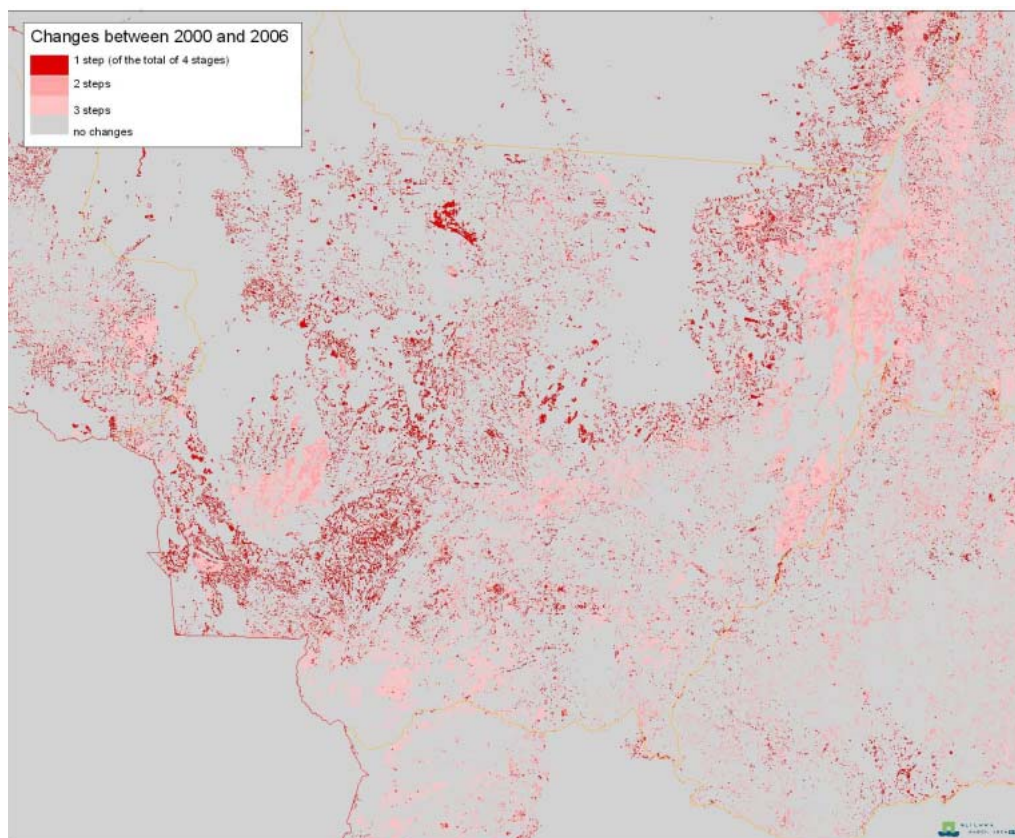 Changes between 2000 and 2006
1 step (of the total of 4 stages)
2 steps
3 steps
no changes